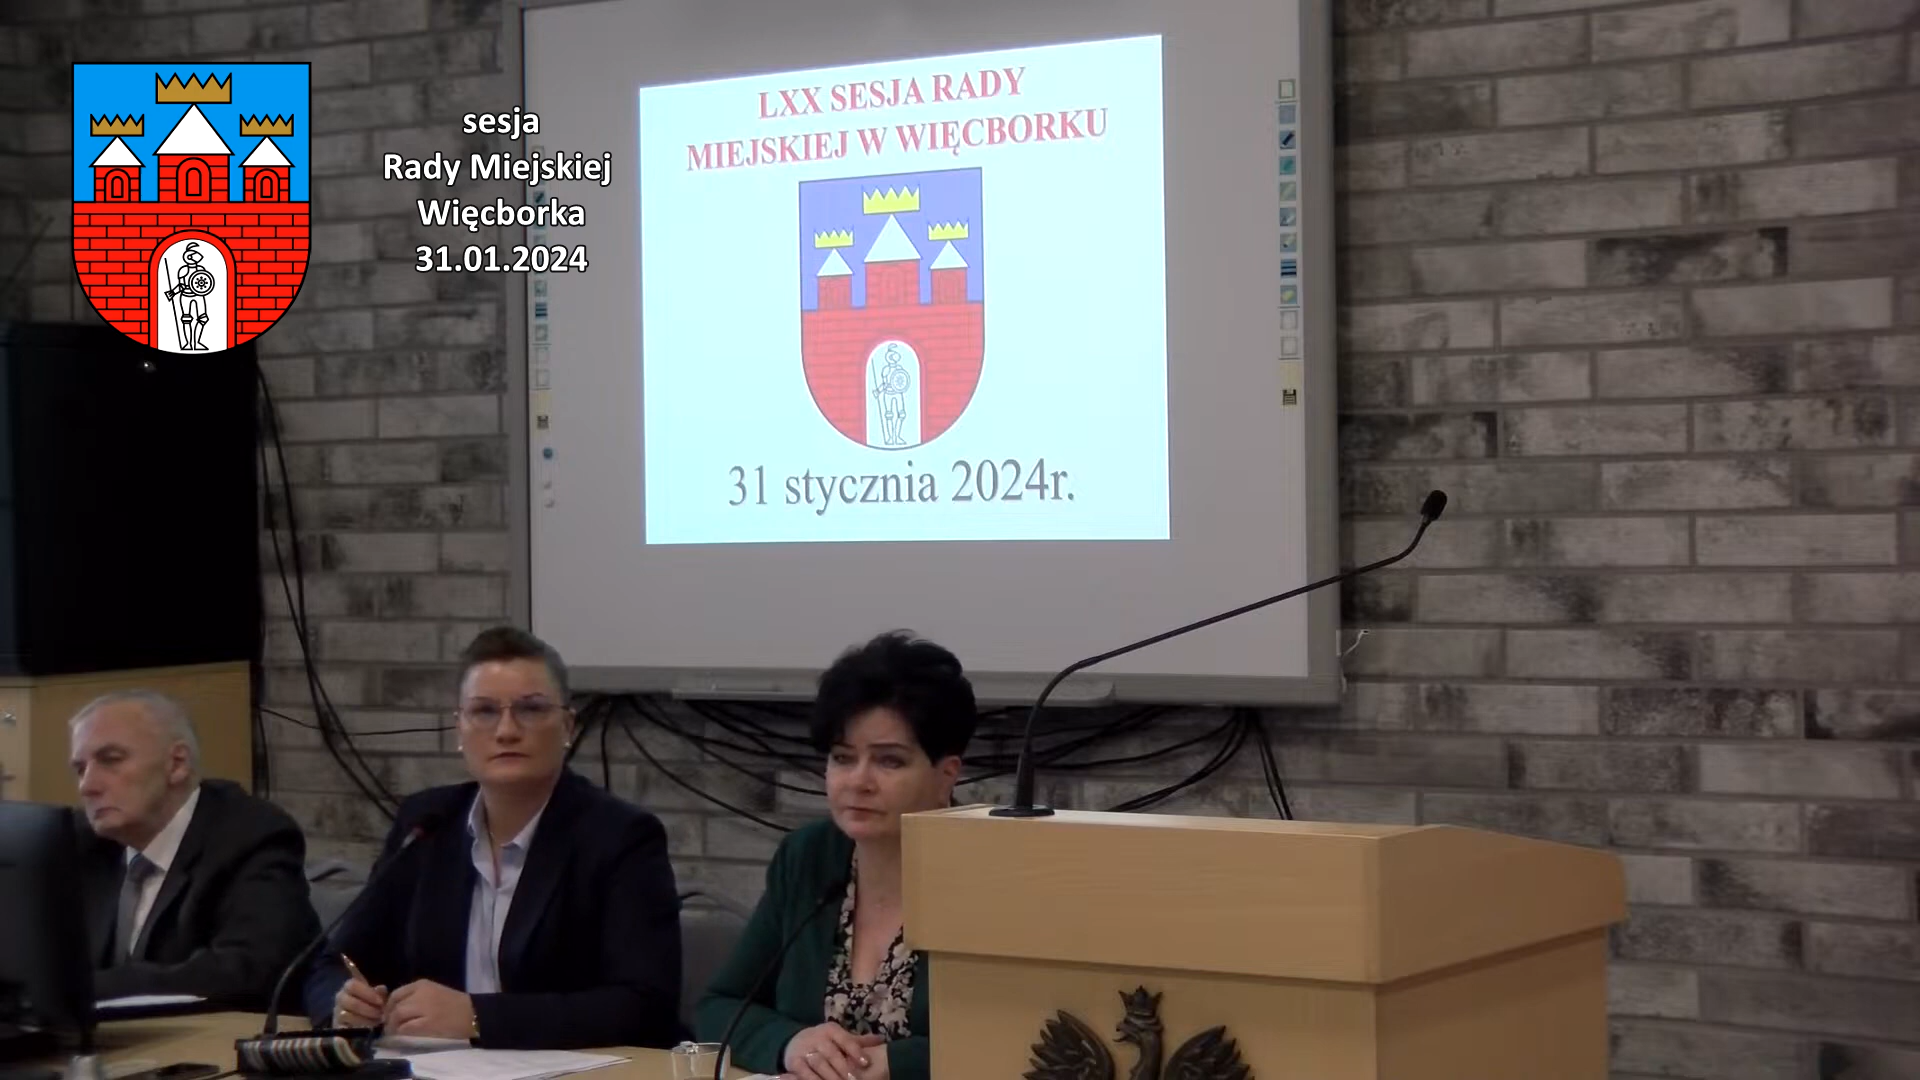 sesja
Rady Miejskiej
Więcborka
31.01.2024
LXX SESJA RADY
MIEJSKIEJ W WIĘCBORKU
31 stycznia 2024r.